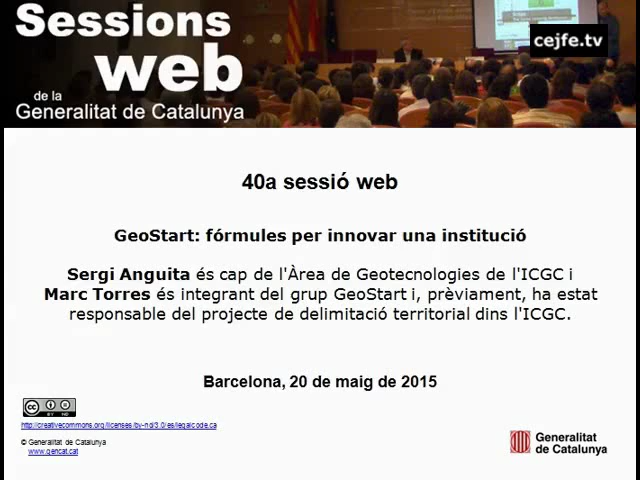 Sessions
web
de la
Generalitat de Catalunya
cejfe.tv
40a sessió web
GeoStart: fórmules per innovar una institució
Sergi Anguita és cap de l'Àrea de Geotecnologies de l'ICGC i
Marc Torres és integrant del grup GeoStart i, prèviament, ha estat
responsable del projecte de delimitació territorial dins l'ICGC.
Barcelona, 20 de maig de 2015
CC BY ND
http://creativecommons.org/licenses/by-nd/3.0/es/legalcode.ca
© Generalitat de Catalunya
www.gencat.cat
Generalitat
de Catalunya